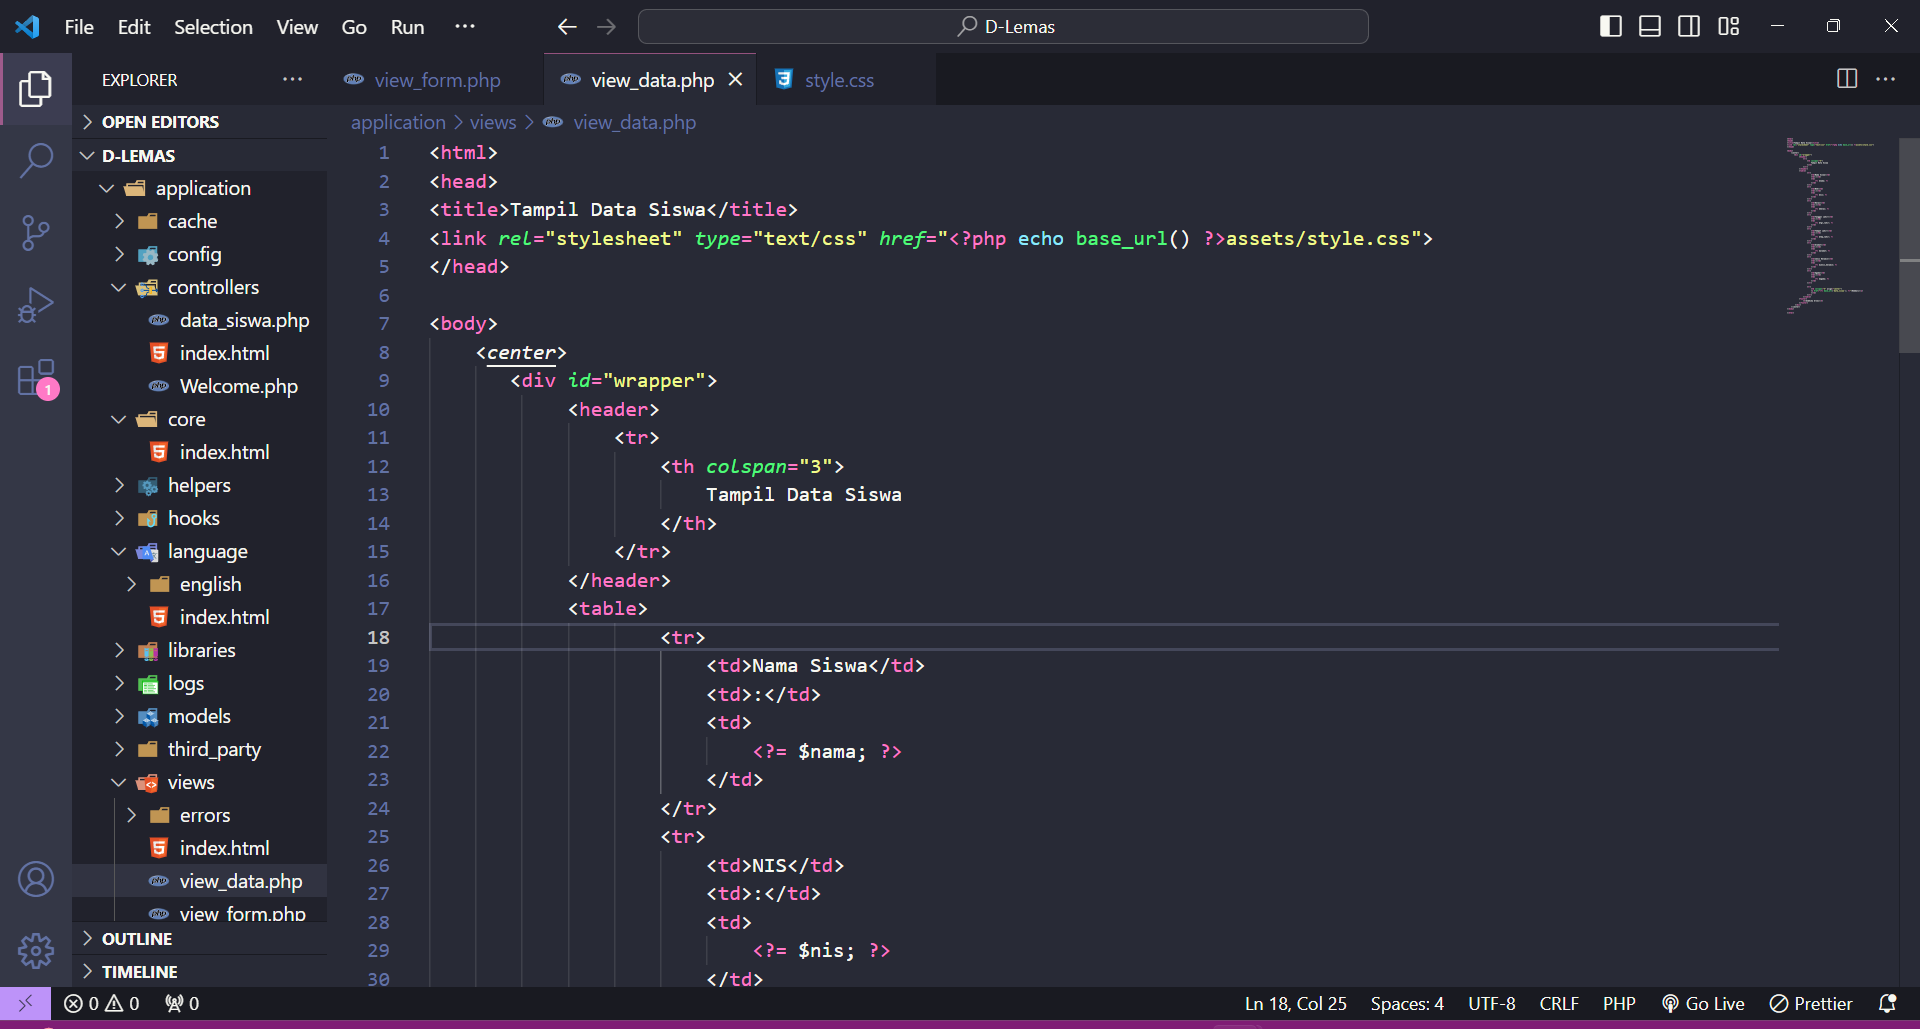 File Edit Selection View Go Run ··· D-Lemas
EXPLORER ···
view_form.php
view_data.php
style.css
OPEN EDITORS
D-LEMAS
application
cache
config
controllers
data_siswa.php
index.html
Welcome.php
core
index.html
helpers
hooks
language
english
index.html
libraries
logs
models
third_party
views
errors
index.html
view_data.php
view_form.php
OUTLINE
TIMELINE
1
application > views > view_data.php
1 <html>
2 <head>
3 <title>Tampil Data Siswa</title>
4 <link rel="stylesheet" type="text/css" href="<?php echo base_url() ?>assets/style.css">
5 </head>
6
7 <body>
8 <center>
9 <div id="wrapper">
10 <header>
11 <tr>
12 <th colspan="3">
13 Tampil Data Siswa
14 </th>
15 </tr>
16 </header>
17 <table>
18 <tr>
19 <td>Nama Siswa</td>
20 <td>:</td>
21 <td>
22 <?= $nama; ?>
23 </td>
24 </tr>
25 <tr>
26 <td>NIS</td>
27 <td>:</td>
28 <td>
29 <?= $nis; ?>
30 </td>
0 0 0 Ln 18, Col 25 Spaces: 4 UTF-8 CRLF PHP Go Live Prettier